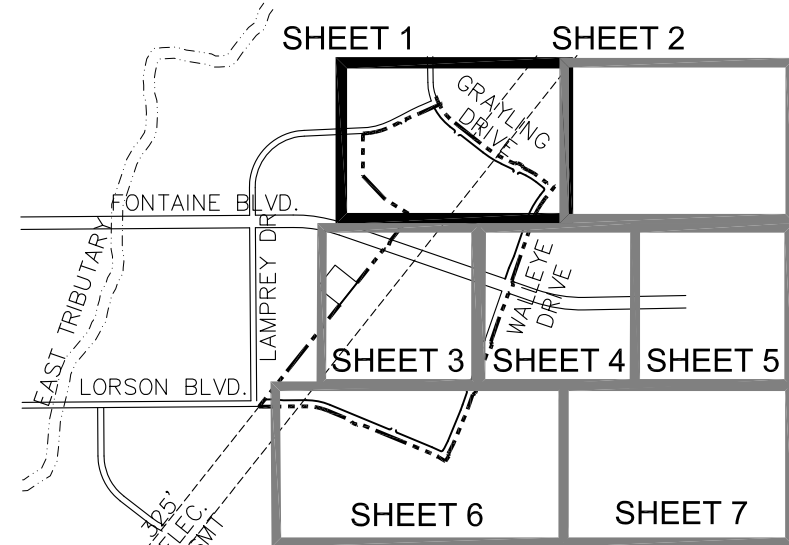 SHEET 1
SHEET 2
GRAYLING
DRIVE
FONTAINE BLVD.
EAST TRIBUTARY
LAMPREY DR
WALLEYE
DRIVE
SHEET 3
SHEET 4
SHEET 5
LORSON BLVD.
325'
ELEC.
SHEET 6
SHEET 7